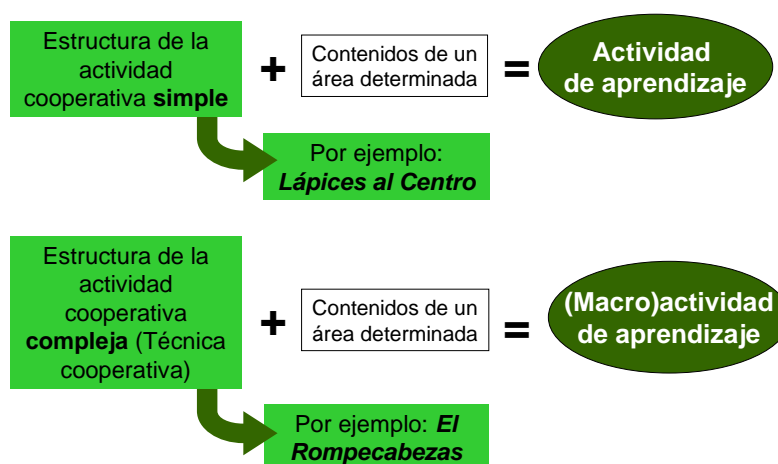 Estructura de la
actividad
cooperativa simple
+
Contenidos de un
área determinada
=
Actividad
de aprendizaje
Por ejemplo:
Lápices al Centro
Estructura de la
actividad
cooperativa
compleja (Técnica
cooperativa)
+
Contenidos de un
área determinada
=
(Macro)actividad
de aprendizaje
Por ejemplo: El
Rompecabezas